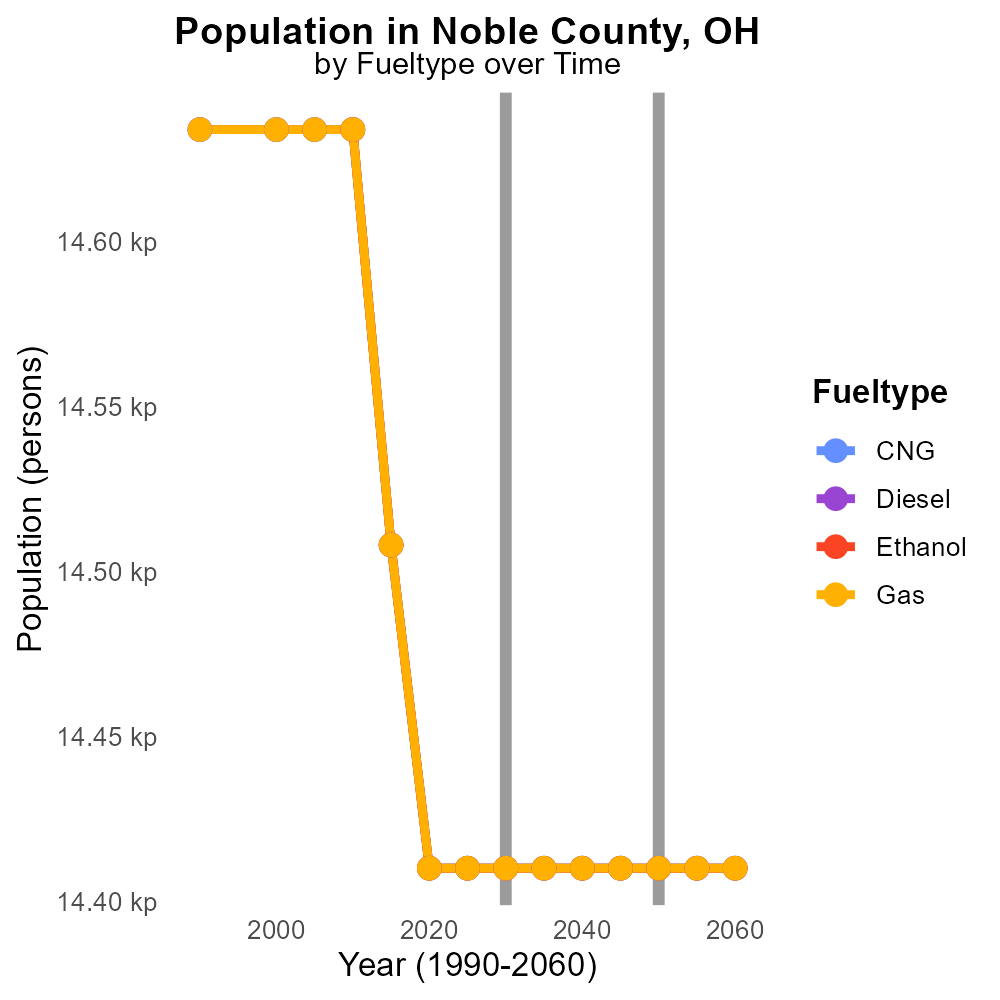 Population in Noble County, OH
by Fueltype over Time
Population (persons)
14.60 kp
14.55 kp
14.50 kp
14.45 kp
14.40 kp
2000 2020 2040 2060
Year (1990-2060)
Fueltype
CNG
Diesel
Ethanol
Gas